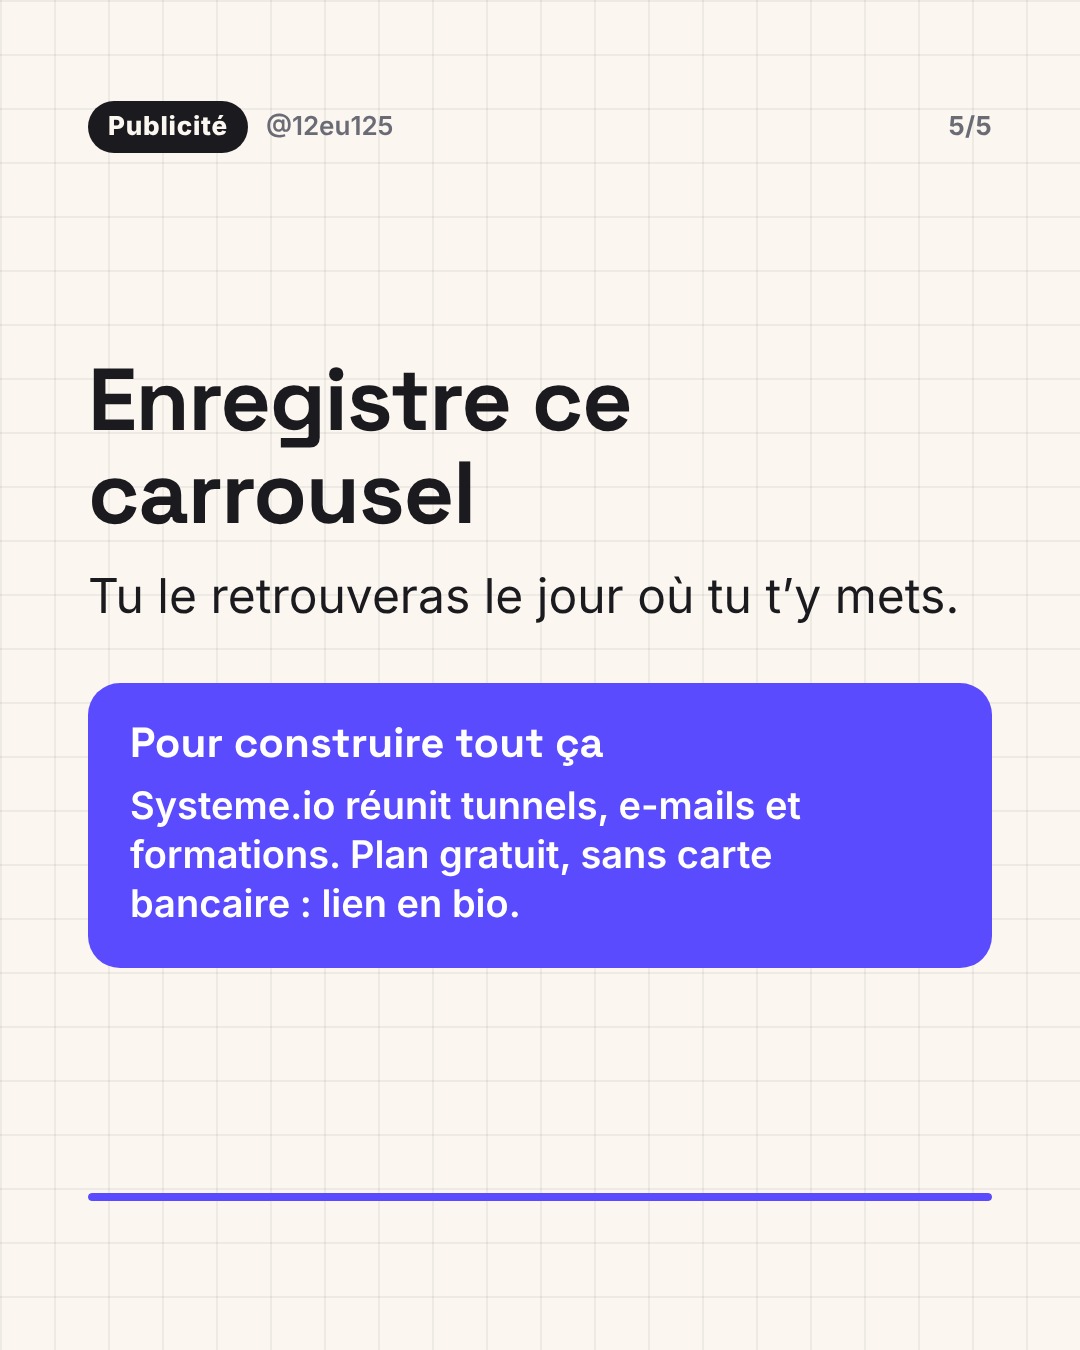 Publicité @12eu125 5/5
Enregistre ce
carrousel
Tu le retrouveras le jour où tu t’y mets.
Pour construire tout ça
Systeme.io réunit tunnels, e-mails et
formations. Plan gratuit, sans carte
bancaire : lien en bio.